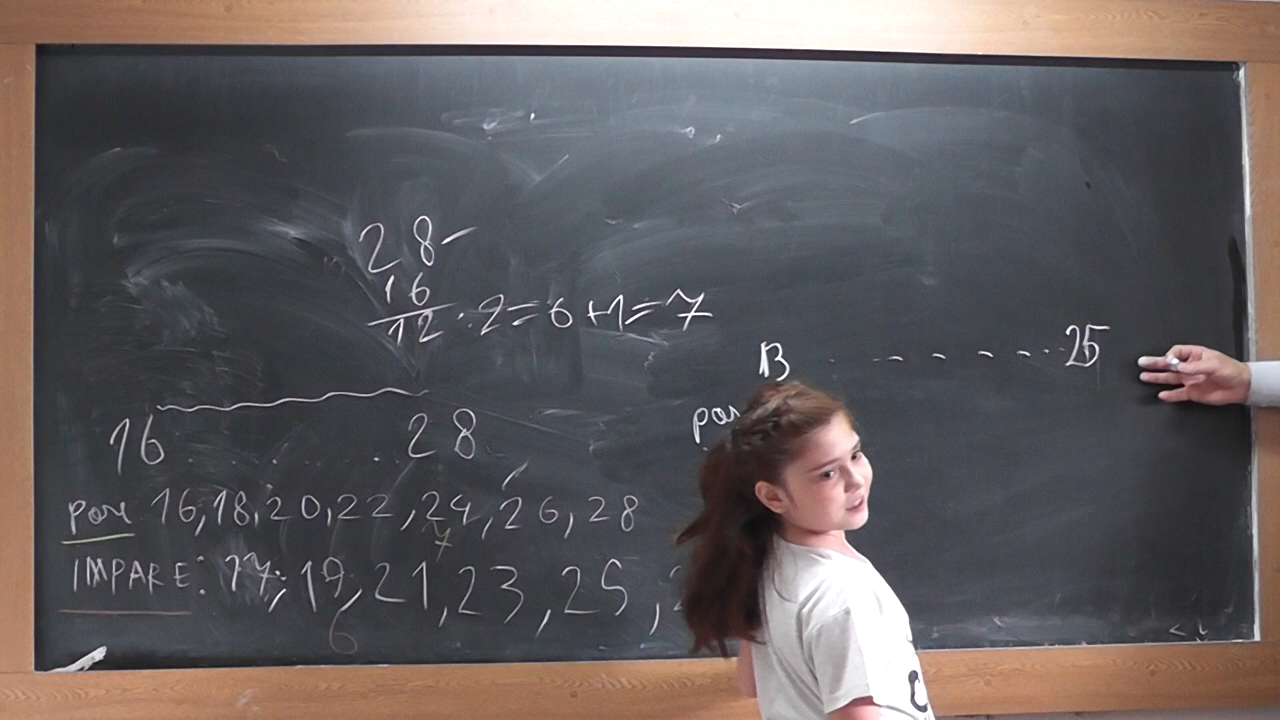 28-
16
12:2=6+1=7
13 . - - - - . . . 25
16 . . . . . . 28
pare 16,18,20,22,24,26,28
7
IMPARE: 17,19,21,23,25,
6